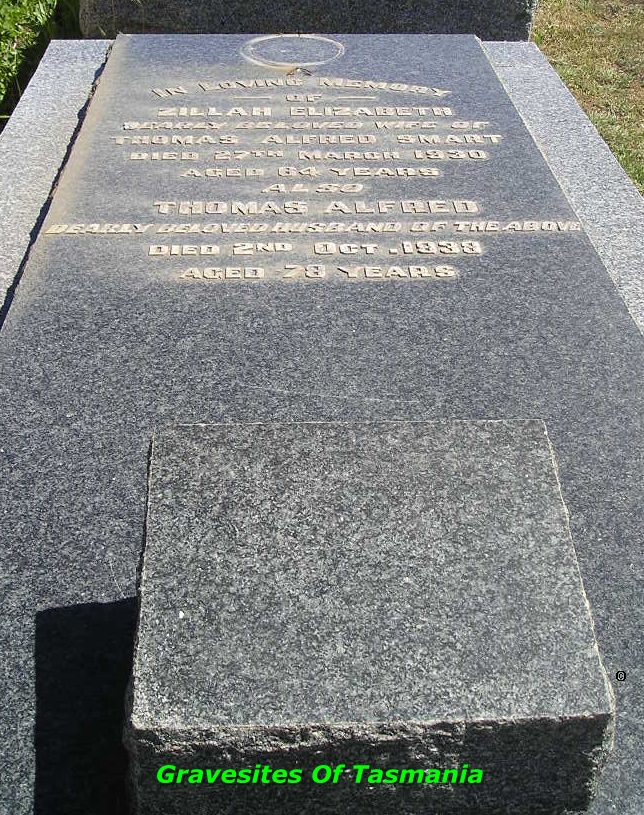 IN LOVING MEMORY
OF
ZILLAH ELIZABETH
DEARLY BELOVED WIFE OF
THOMAS ALFRED SMART
DIED 27TH MARCH 1930
AGED 64 YEARS
ALSO
THOMAS ALFRED
DEARLY BELOVED HUSBAND OF THE ABOVE
DIED 2ND OCT. 1938
AGED 78 YEARS
Gravesites Of Tasmania